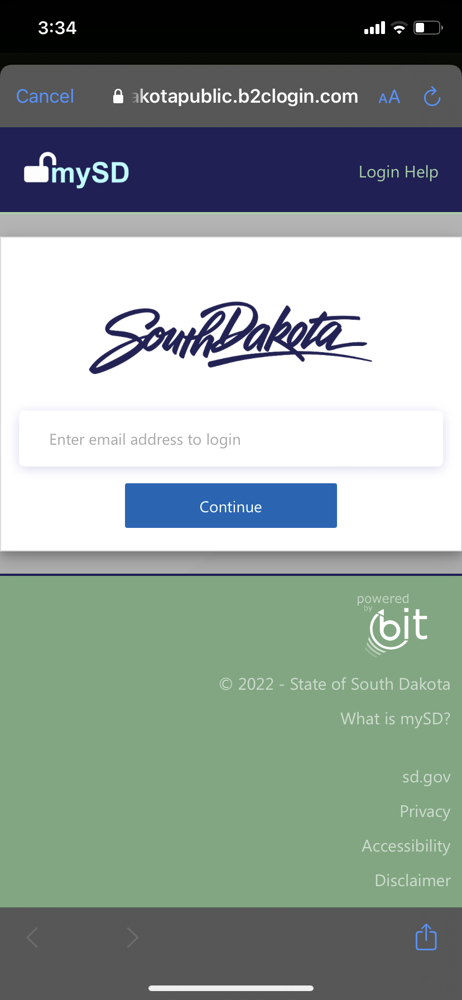 3:34
Cancel
akotapublic.b2clogin.com
AA
mySD
Login Help
South Dakota
Enter email address to login
Continue
powered
by
bit
© 2022 - State of South Dakota
What is mySD?
sd.gov
Privacy
Accessibility
Disclaimer